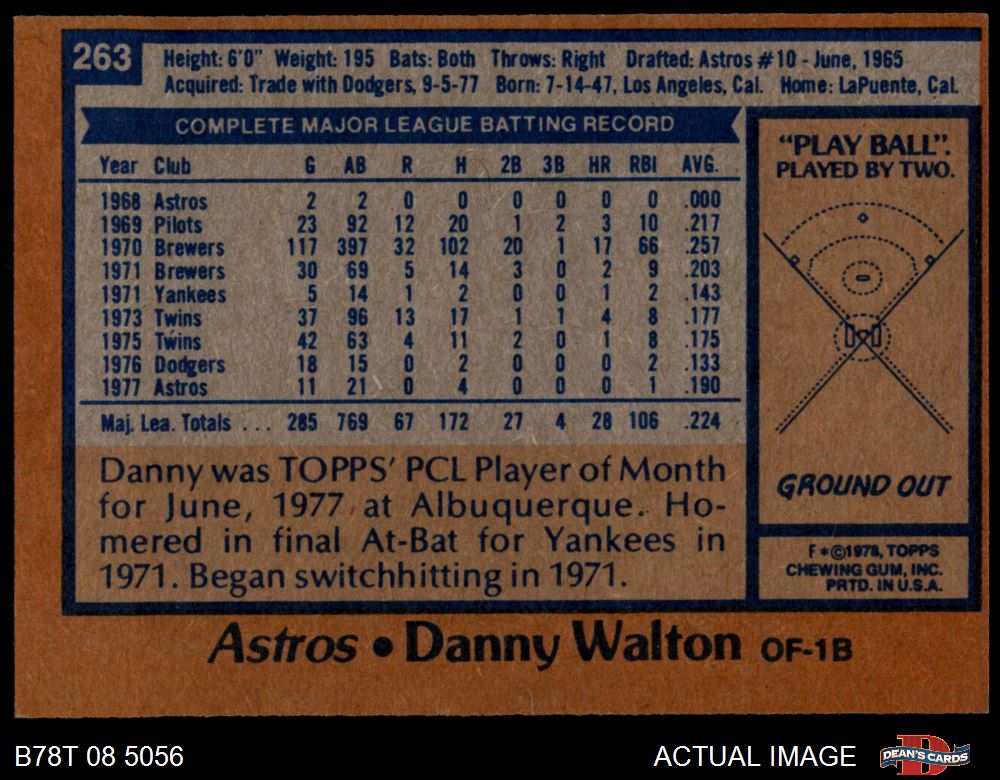 263
Height: 6'0" Weight: 195 Bats: Both Throws: Right Drafted: Astros #10 - June, 1965
Acquired: Trade with Dodgers, 9-5-77 Born: 7-14-47, Los Angeles, Cal. Home: LaPuente, Cal.
COMPLETE MAJOR LEAGUE BATTING RECORD
Year Club G AB R H 2B 3B HR RBI AVG.
1968 Astros 2 2 0 0 0 0 0 0 .000
1969 Pilots 23 92 12 20 1 2 3 10 .217
1970 Brewers 117 397 32 102 20 1 17 66 .257
1971 Brewers 30 69 5 14 3 0 2 9 .203
1971 Yankees 5 14 1 2 0 0 1 2 .143
1973 Twins 37 96 13 17 1 1 4 8 .177
1975 Twins 42 63 4 11 2 0 1 8 .175
1976 Dodgers 18 15 0 2 0 0 0 2 .133
1977 Astros 11 21 0 4 0 0 0 1 .190
Maj. Lea. Totals ... 285 769 67 172 27 4 28 106 .224
Danny was TOPPS' PCL Player of Month
for June, 1977, at Albuquerque. Ho-
mered in final At-Bat for Yankees in
1971. Began switchhitting in 1971.
"PLAY BALL".
PLAYED BY TWO.
GROUND OUT
F*©1978, TOPPS
CHEWING GUM, INC.
PRTD. IN U.S.A.
Astros • Danny Walton OF-1B
B78T 08 5056
ACTUAL IMAGE
DEAN'S CARDS